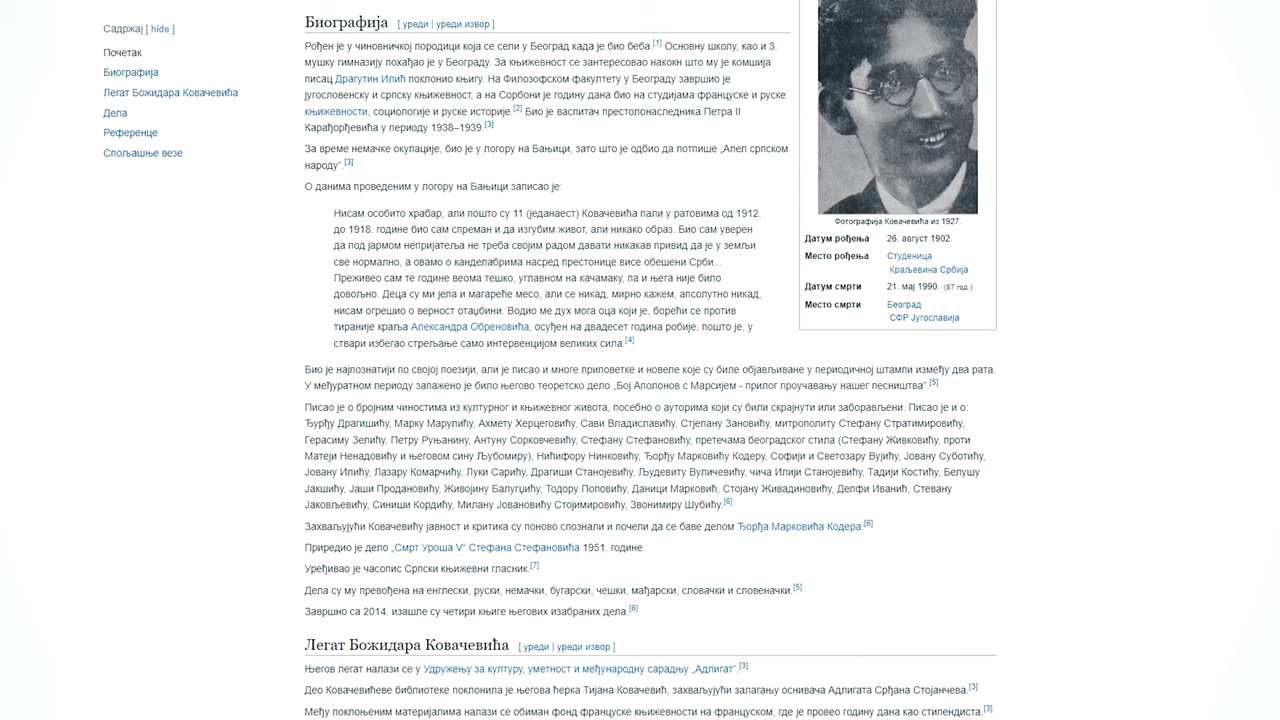 Садржај [ hide ]
Почетак
Биографија
Легат Божидара Ковачевића
Дела
Референце
Спољашње везе
Биографија [ уреди | уреди извор ]
Рођен је у чиновничкој породици која се сели у Београд када је био беба.[1] Основну школу, као и 3.
мушку гимназију похађао је у Београду. За књижевност се зантересовао накокн што му је комшија
писац Драгутин Илић поклонио књигу. На Филозофском факултету у Београду завршио је
југословенску и српску књижевност, а на Сорбони је годину дана био на студијама француске и руске
књижевности, социологије и руске историје.[2] Био је васпитач престолонаследника Петра II
Карађорђевића у периоду 1938–1939.[3]
За време немачке окупације, био је у логору на Бањици, зато што је одбио да потпише „Апел српском
народу“.[3]
О данима проведеним у логору на Бањици записао је:
Нисам особито храбар, али пошто су 11 (једанаест) Ковачевића пали у ратовима од 1912.
до 1918. године био сам спреман и да изгубим живот, али никако образ. Био сам уверен
да под јармом непријатеља не треба својим радом давати никакав привид да је у земљи
све нормално, а овамо о канделабрима насред престонице висе обешени Срби...
Преживео сам те године веома тешко, углавном на качамаку, па и њега није било
довољно. Деца су ми јела и магареће месо, али се никад, мирно кажем, апсолутно никад,
нисам огрешио о верност отаџбини. Водио ме дух мога оца који је, борећи се против
тираније краља Александра Обреновића, осуђен на двадесет година робије, пошто је, у
ствари избегао стрељање само интервенцијом великих сила.[4]
Био је најпознатији по својој поезији, али је писао и многе приповетке и новеле које су биле објављиване у периодичној штампи између два рата.
У међуратном периоду запажено је било његово теоретско дело „Бој Аполонов с Марсијем - прилог проучавању нашег песништва“.[5]
Писао је о бројним чиностима из културног и књижевног живота, посебно о ауторима који су били скрајнути или заборављени. Писао је и о:
Ђурђу Драгишићу, Марку Марулићу, Ахмету Херцеговићу, Сави Владиславићу, Стјепану Зановићу, митрополиту Стефану Стратимировићу,
Герасиму Зелићу, Петру Руњанину, Антуну Сорковчевићу, Стефану Стефановићу, претечама београдског стила (Стефану Живковићу, проти
Матеји Ненадовићу и његовом сину Љубомиру), Нићифору Нинковићу, Ђорђу Марковићу Кодеру, Софији и Светозару Вујићу, Јовану Суботићу,
Јовану Илићу, Лазару Комарчићу, Луки Сарићу, Драгиши Станојевићу, Људевиту Вуличевићу, чича Илији Станојевићу, Тадији Костићу, Белушу
Јакшићу, Јаши Продановићу, Живојину Балугџићу, Тодору Поповићу, Даници Марковић, Стојану Живадиновићу, Делфи Иванић, Стевану
Јаковљевићу, Синиши Кордићу, Милану Јовановићу Стојимировићу, Звонимиру Шубићу.[6]
Захваљујући Ковачевићу јавност и критика су поново спознали и почели да се баве делом Ђорђа Марковића Кодера.[6]
Приредио је дело „Смрт Уроша V“ Стефана Стефановића 1951. године.
Уређивао је часопис Српски књижевни гласник.[7]
Дела су му превођена на енглески, руски, немачки, бугарски, чешки, мађарски, словачки и словеначки.[5]
Завршно са 2014. изашле су четири књиге његових изабраних дела.[6]
Легат Божидара Ковачевића [ уреди | уреди извор ]
Његов легат налази се у Удружењу за културу, уметност и међународну сарадњу „Адлигат“.[3]
Део Ковачевићеве библиотеке поклонила је његова ћерка Тијана Ковачевић, захваљујући залагању оснивача Адлигата Срђана Стојанчева.[3]
Међу поклоњеним материјалима налази се обиман фонд француске књижевности на француском, где је провео годину дана као стипендиста.[3]
Фотографија Ковачевића из 1927.
Датум рођења 26. август 1902.
Место рођења Студеница
Краљевина Србија
Датум смрти 21. мај 1990. (87 год.)
Место смрти Београд
СФР Југославија